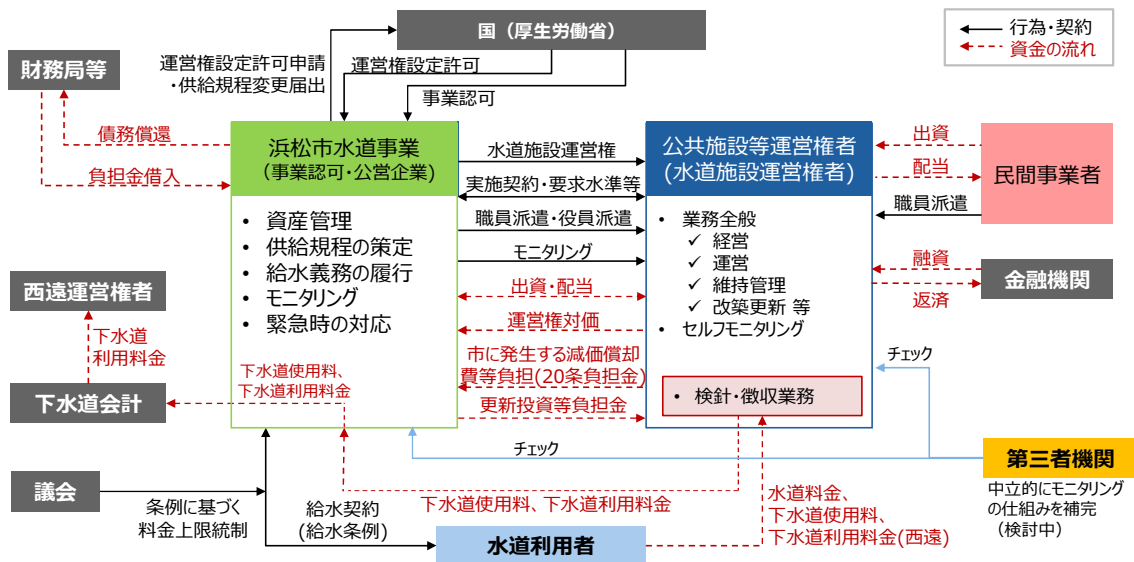 国（厚生労働省）
行為・契約
資金の流れ
財務局等
運営権設定許可申請
・供給規程変更届出
運営権設定許可
事業認可
債務償還
負担金借入
浜松市水道事業
(事業認可・公営企業)
• 資産管理
• 供給規程の策定
• 給水義務の履行
• モニタリング
• 緊急時の対応
水道施設運営権
実施契約・要求水準等
職員派遣・役員派遣
モニタリング
出資・配当
運営権対価
市に発生する減価償却
費等負担(20条負担金)
更新投資等負担金
公共施設等運営権者
(水道施設運営権者)
• 業務全般
✓ 経営
✓ 運営
✓ 維持管理
✓ 改築更新 等
• セルフモニタリング
• 検針・徴収業務
出資
配当
職員派遣
民間事業者
融資
返済
金融機関
チェック
西遠運営権者
下水道
利用料金
下水道会計
下水道使用料、
下水道利用料金
チェック
第三者機関
中立的にモニタリング
の仕組みを補完
（検討中）
議会
条例に基づく
料金上限統制
給水契約
(給水条例)
下水道使用料、下水道利用料金
水道料金、
下水道使用料、
下水道利用料金(西遠)
水道利用者